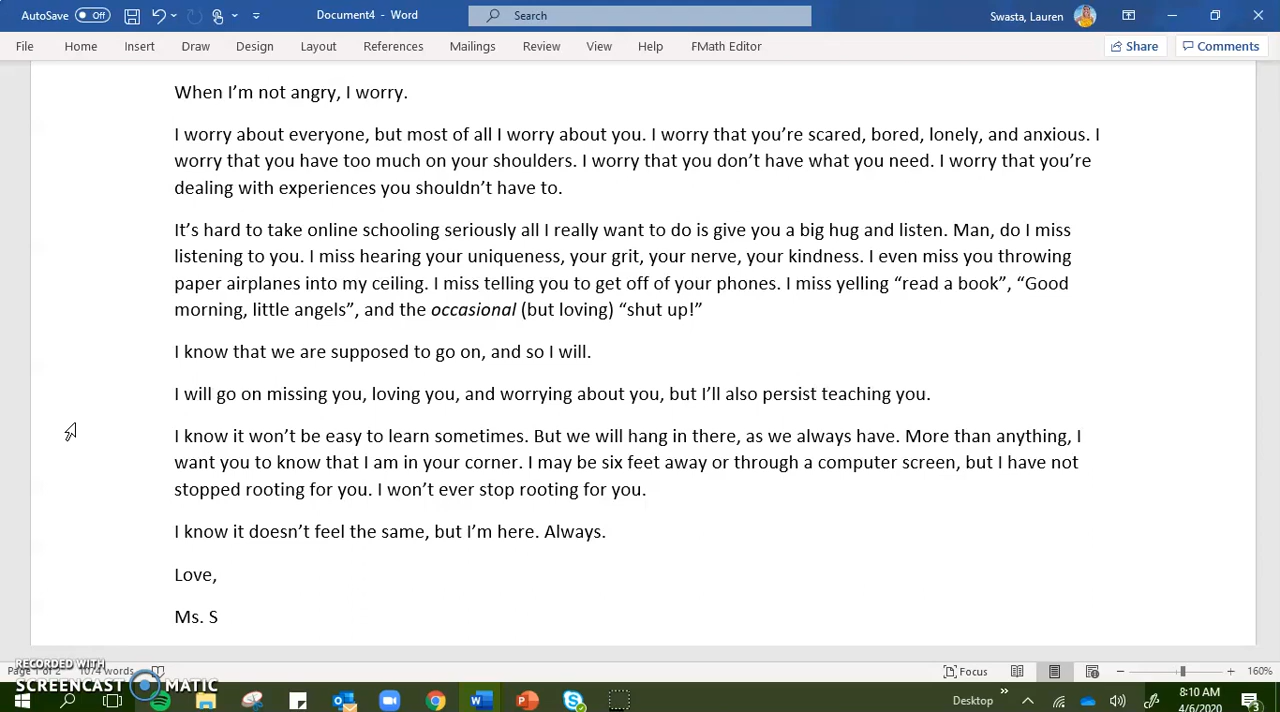 AutoSave Off Document4 - Word Search Swasta, Lauren
File Home Insert Draw Design Layout References Mailings Review View Help FMath Editor Share Comments
When I’m not angry, I worry.
I worry about everyone, but most of all I worry about you. I worry that you’re scared, bored, lonely, and anxious. I
worry that you have too much on your shoulders. I worry that you don’t have what you need. I worry that you’re
dealing with experiences you shouldn’t have to.
It’s hard to take online schooling seriously all I really want to do is give you a big hug and listen. Man, do I miss
listening to you. I miss hearing your uniqueness, your grit, your nerve, your kindness. I even miss you throwing
paper airplanes into my ceiling. I miss telling you to get off of your phones. I miss yelling “read a book”, “Good
morning, little angels”, and the occasional (but loving) “shut up!”
I know that we are supposed to go on, and so I will.
I will go on missing you, loving you, and worrying about you, but I’ll also persist teaching you.
I know it won’t be easy to learn sometimes. But we will hang in there, as we always have. More than anything, I
want you to know that I am in your corner. I may be six feet away or through a computer screen, but I have not
stopped rooting for you. I won’t ever stop rooting for you.
I know it doesn’t feel the same, but I’m here. Always.
Love,
Ms. S
RECORDED WITH
Page 1 of 2 1074 words Focus 160%
SCREENCAST MATIC
Desktop 8:10 AM
4/6/2020 3